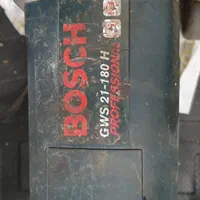 BOSCH
GWS 21-180 H
PROFESSIONAL